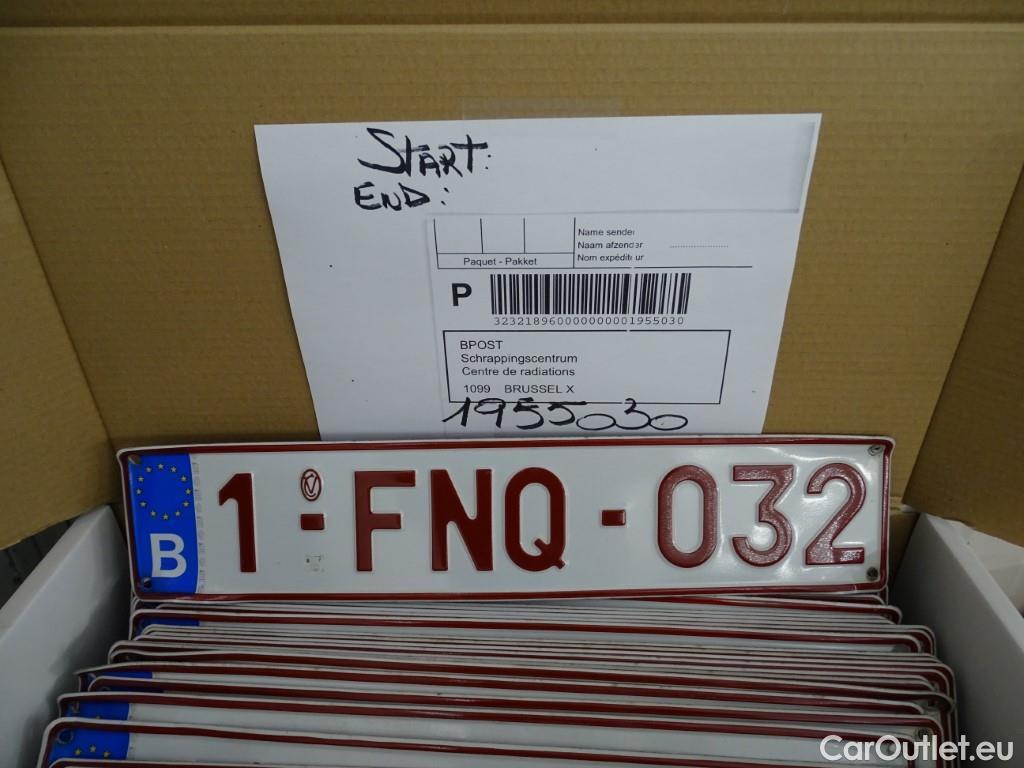 START:
END:
Name sender
Naam afzender ......................
Paquet - Pakket
Nom expéditeur
P
323218960000000001955030
BPOST
Schrappingscentrum
Centre de radiations
1099 BRUSSEL X
1955030
B 1-FNQ-032
CarOutlet.eu